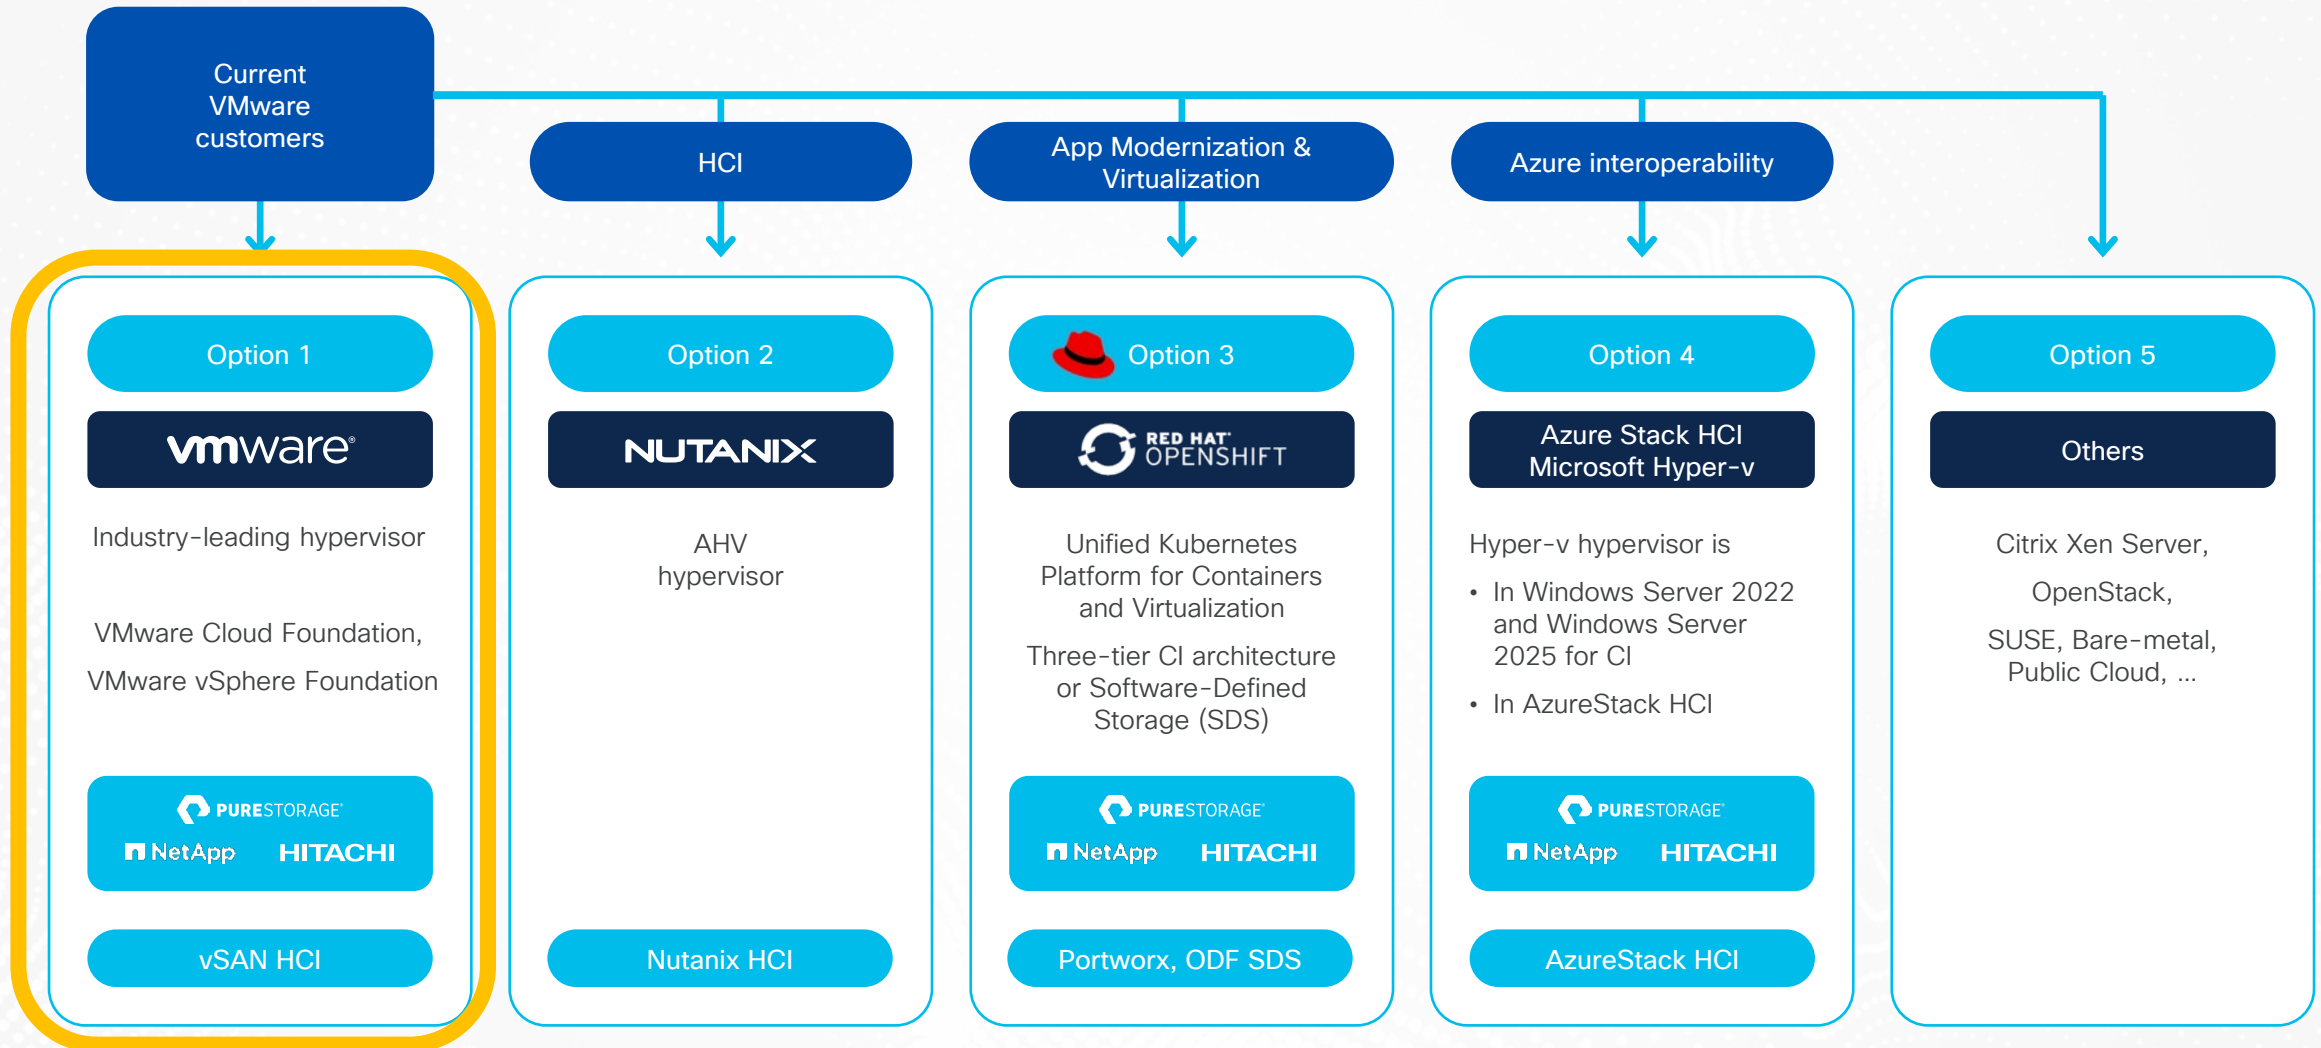 Current
VMware
customers
HCI
App Modernization &
Virtualization
Azure interoperability
Option 1
vmware®
Industry-leading hypervisor
VMware Cloud Foundation,
VMware vSphere Foundation
PURESTORAGE®
NetApp
HITACHI
vSAN HCI
Option 2
NUTANIX
AHV
hypervisor
Nutanix HCI
Option 3
RED HAT®
OPENSHIFT
Unified Kubernetes
Platform for Containers
and Virtualization
Three-tier CI architecture
or Software-Defined
Storage (SDS)
PURESTORAGE®
NetApp
HITACHI
Portworx, ODF SDS
Option 4
Azure Stack HCI
Microsoft Hyper-v
Hyper-v hypervisor is
• In Windows Server 2022
and Windows Server
2025 for CI
• In AzureStack HCI
PURESTORAGE®
NetApp
HITACHI
AzureStack HCI
Option 5
Others
Citrix Xen Server,
OpenStack,
SUSE, Bare-metal,
Public Cloud, ...